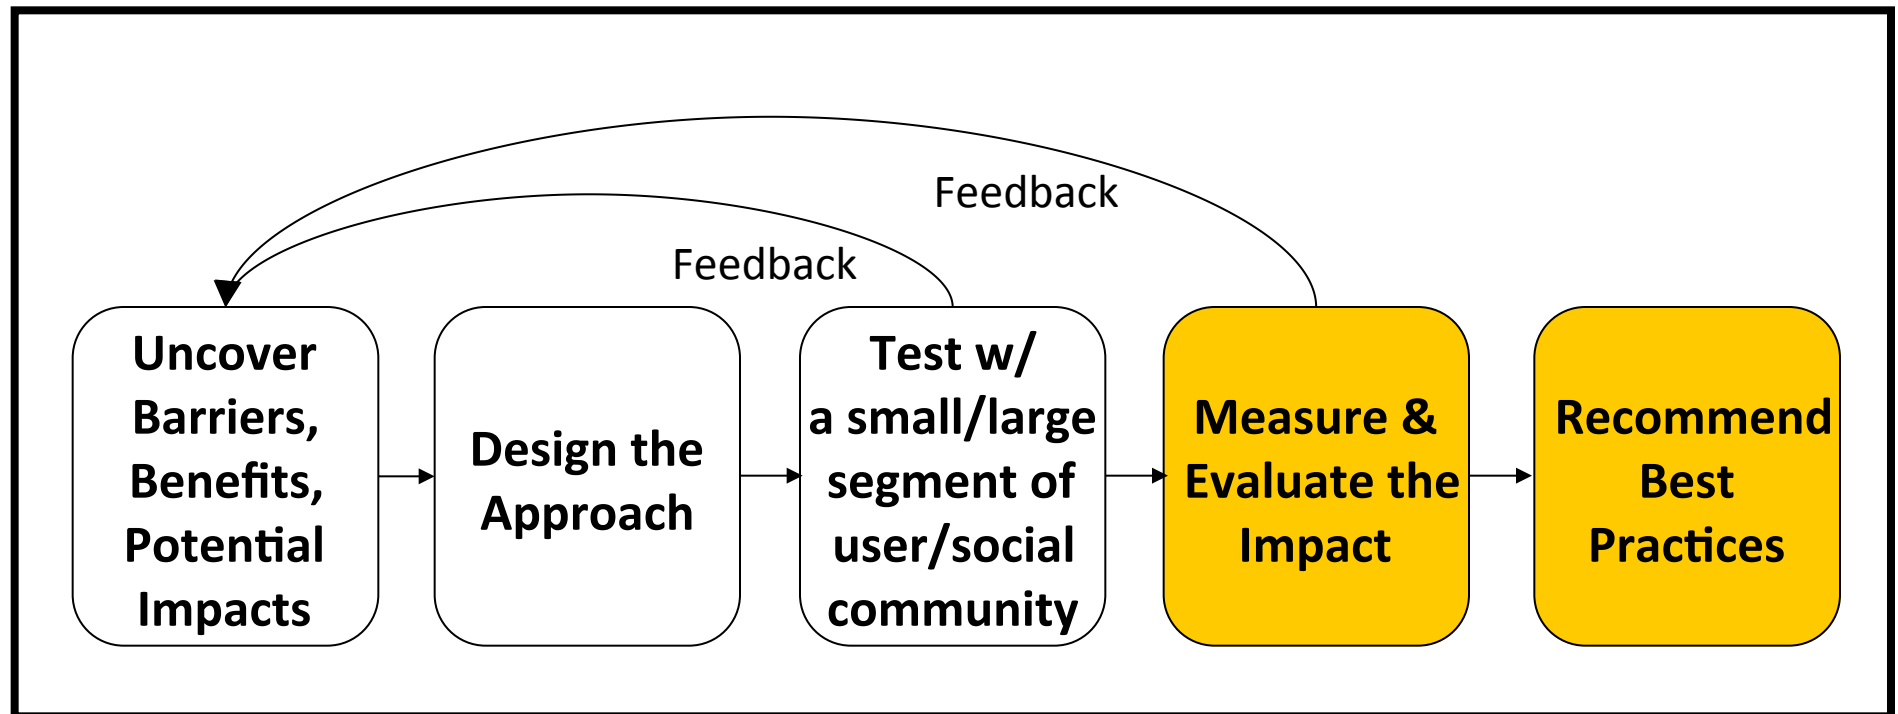 Feedback
Feedback
Uncover
Barriers,
Benefits,
Potential
Impacts
Design the
Approach
Test w/
a small/large
segment of
user/social
community
Measure &
Evaluate the
Impact
Recommend
Best
Practices